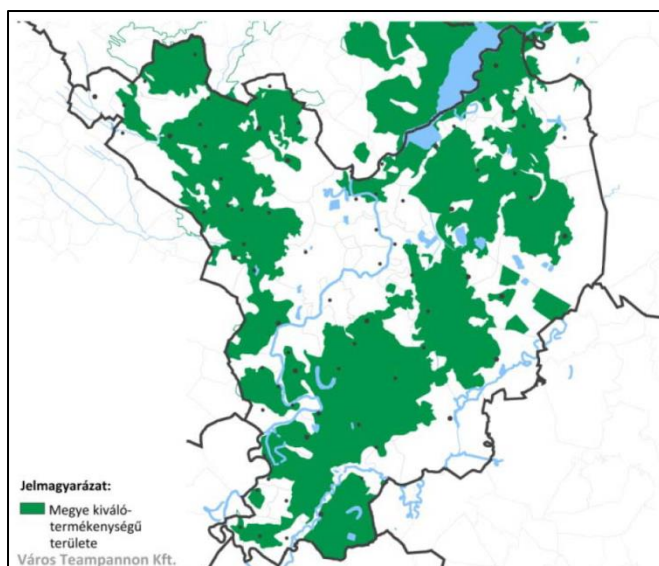 Jelmagyarázat:
Megye kiváló-
termékenységű
területe
Város Teampannon Kft.